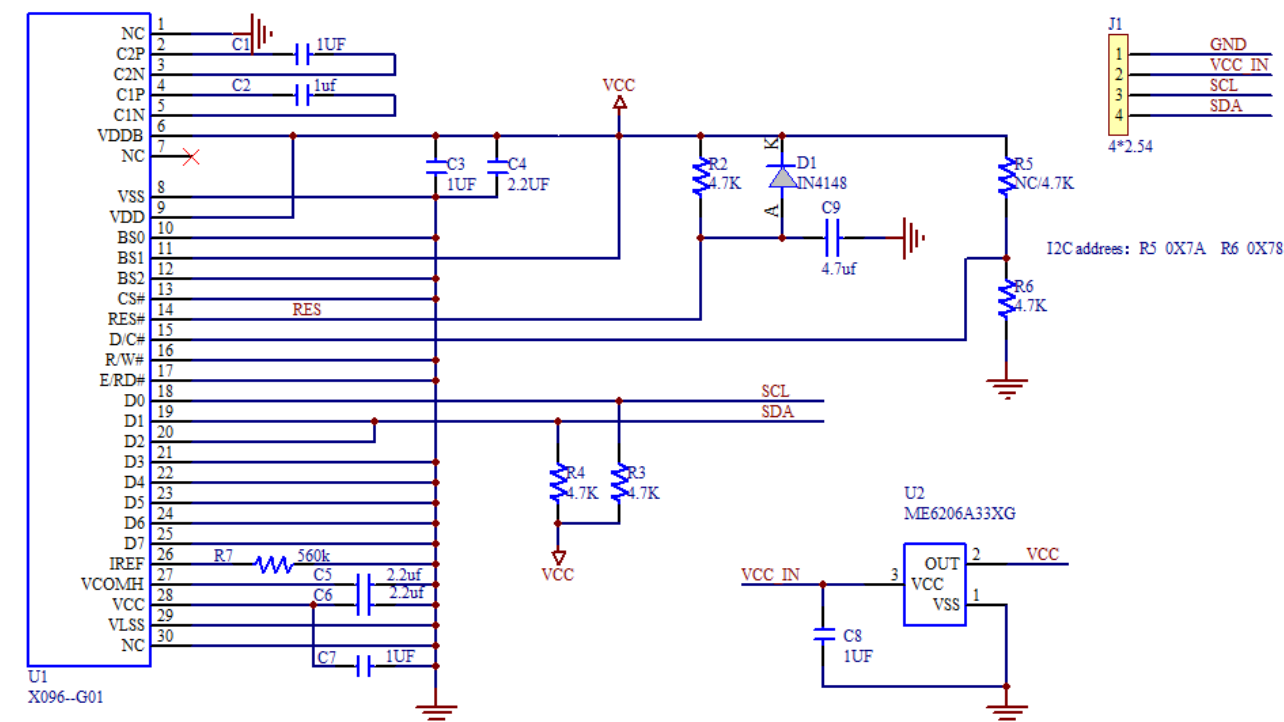 NC 1
C2P 2 C1 1UF
C2N 3
C1P 4 C2 1uf
C1N 5
VDDB 6
NC 7
VSS 8
VDD 9
BS0 10
BS1 11
BS2 12
CS# 13
RES# 14 RES
D/C# 15
R/W# 16
E/RD# 17
D0 18 SCL
D1 19 SDA
D2 20
D3 21
D4 22
D5 23
D6 24
D7 25
IREF 26 R7 560k
VCOMH 27 C5 2.2uf
VCC 28 C6 2.2uf
VLSS 29
NC 30
C7 1UF
U1
X096--G01
VCC
C3
1UF
C4
2.2UF
R2
4.7K
K
D1
IN4148
A
C9
4.7uf
R5
NC/4.7K
I2C addrees: R5 0X7A R6 0X78
R6
4.7K
R4
4.7K
R3
4.7K
VCC
J1
1 GND
2 VCC_IN
3 SCL
4 SDA
4*2.54
U2
ME6206A33XG
VCC_IN 3 VCC
OUT 2 VCC
VSS 1
C8
1UF